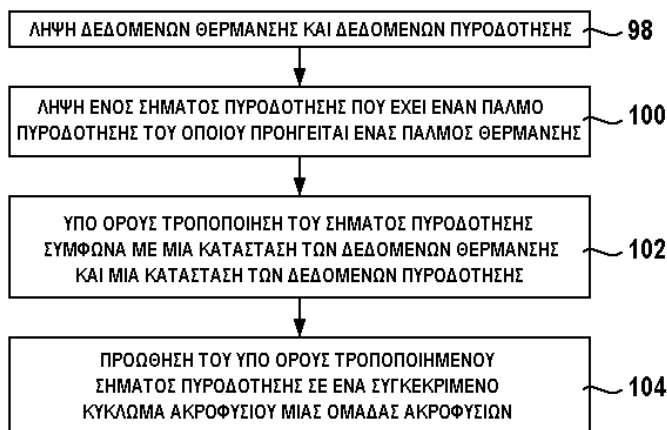 ΛΗΨΗ ΔΕΔΟΜΕΝΩΝ ΘΕΡΜΑΝΣΗΣ ΚΑΙ ΔΕΔΟΜΕΝΩΝ ΠΥΡΟΔΟΤΗΣΗΣ 98
ΛΗΨΗ ΕΝΟΣ ΣΗΜΑΤΟΣ ΠΥΡΟΔΟΤΗΣΗΣ ΠΟΥ ΕΧΕΙ ΕΝΑΝ ΠΑΛΜΟ
ΠΥΡΟΔΟΤΗΣΗΣ ΤΟΥ ΟΠΟΙΟΥ ΠΡΟΗΓΕΙΤΑΙ ΕΝΑΣ ΠΑΛΜΟΣ ΘΕΡΜΑΝΣΗΣ
100
ΥΠΟ ΟΡΟΥΣ ΤΡΟΠΟΠΟΙΗΣΗ ΤΟΥ ΣΗΜΑΤΟΣ ΠΥΡΟΔΟΤΗΣΗΣ
ΣΥΜΦΩΝΑ ΜΕ ΜΙΑ ΚΑΤΑΣΤΑΣΗ ΤΩΝ ΔΕΔΟΜΕΝΩΝ ΘΕΡΜΑΝΣΗΣ
ΚΑΙ ΜΙΑ ΚΑΤΑΣΤΑΣΗ ΤΩΝ ΔΕΔΟΜΕΝΩΝ ΠΥΡΟΔΟΤΗΣΗΣ
102
ΠΡΟΩΘΗΣΗ ΤΟΥ ΥΠΟ ΟΡΟΥΣ ΤΡΟΠΟΠΟΙΗΜΕΝΟΥ
ΣΗΜΑΤΟΣ ΠΥΡΟΔΟΤΗΣΗΣ ΣΕ ΕΝΑ ΣΥΓΚΕΚΡΙΜΕΝΟ
ΚΥΚΛΩΜΑ ΑΚΡΟΦΥΣΙΟΥ ΜΙΑΣ ΟΜΑΔΑΣ ΑΚΡΟΦΥΣΙΩΝ
104